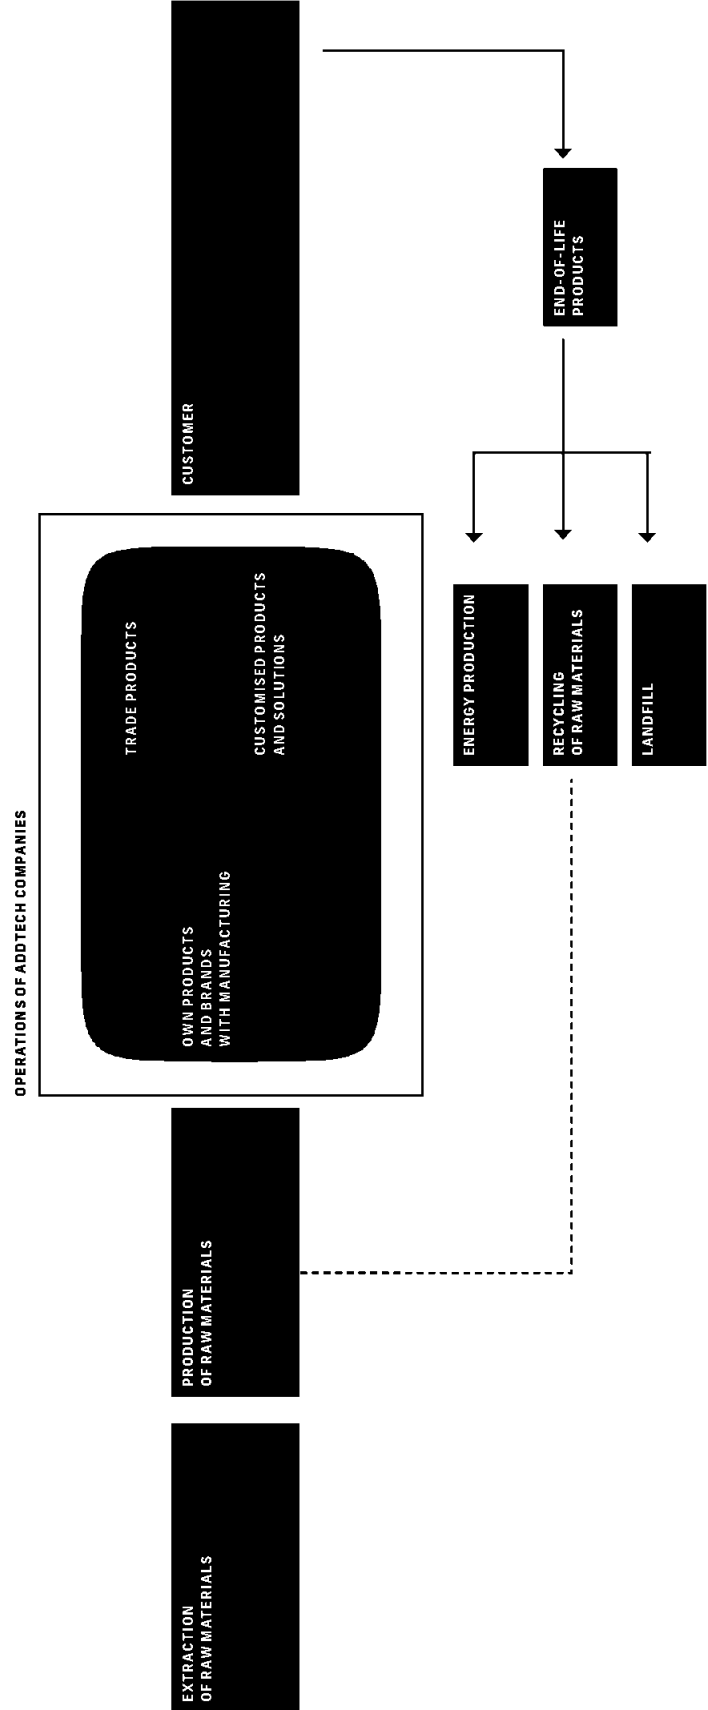 OPERATIONS OF ADDTECH COMPANIES
EXTRACTION
OF RAW MATERIALS
PRODUCTION
OF RAW MATERIALS
OWN PRODUCTS
AND BRANDS
WITH MANUFACTURING
TRADE PRODUCTS
CUSTOMISED PRODUCTS
AND SOLUTIONS
CUSTOMER
ENERGY PRODUCTION
RECYCLING
OF RAW MATERIALS
LANDFILL
END-OF-LIFE
PRODUCTS